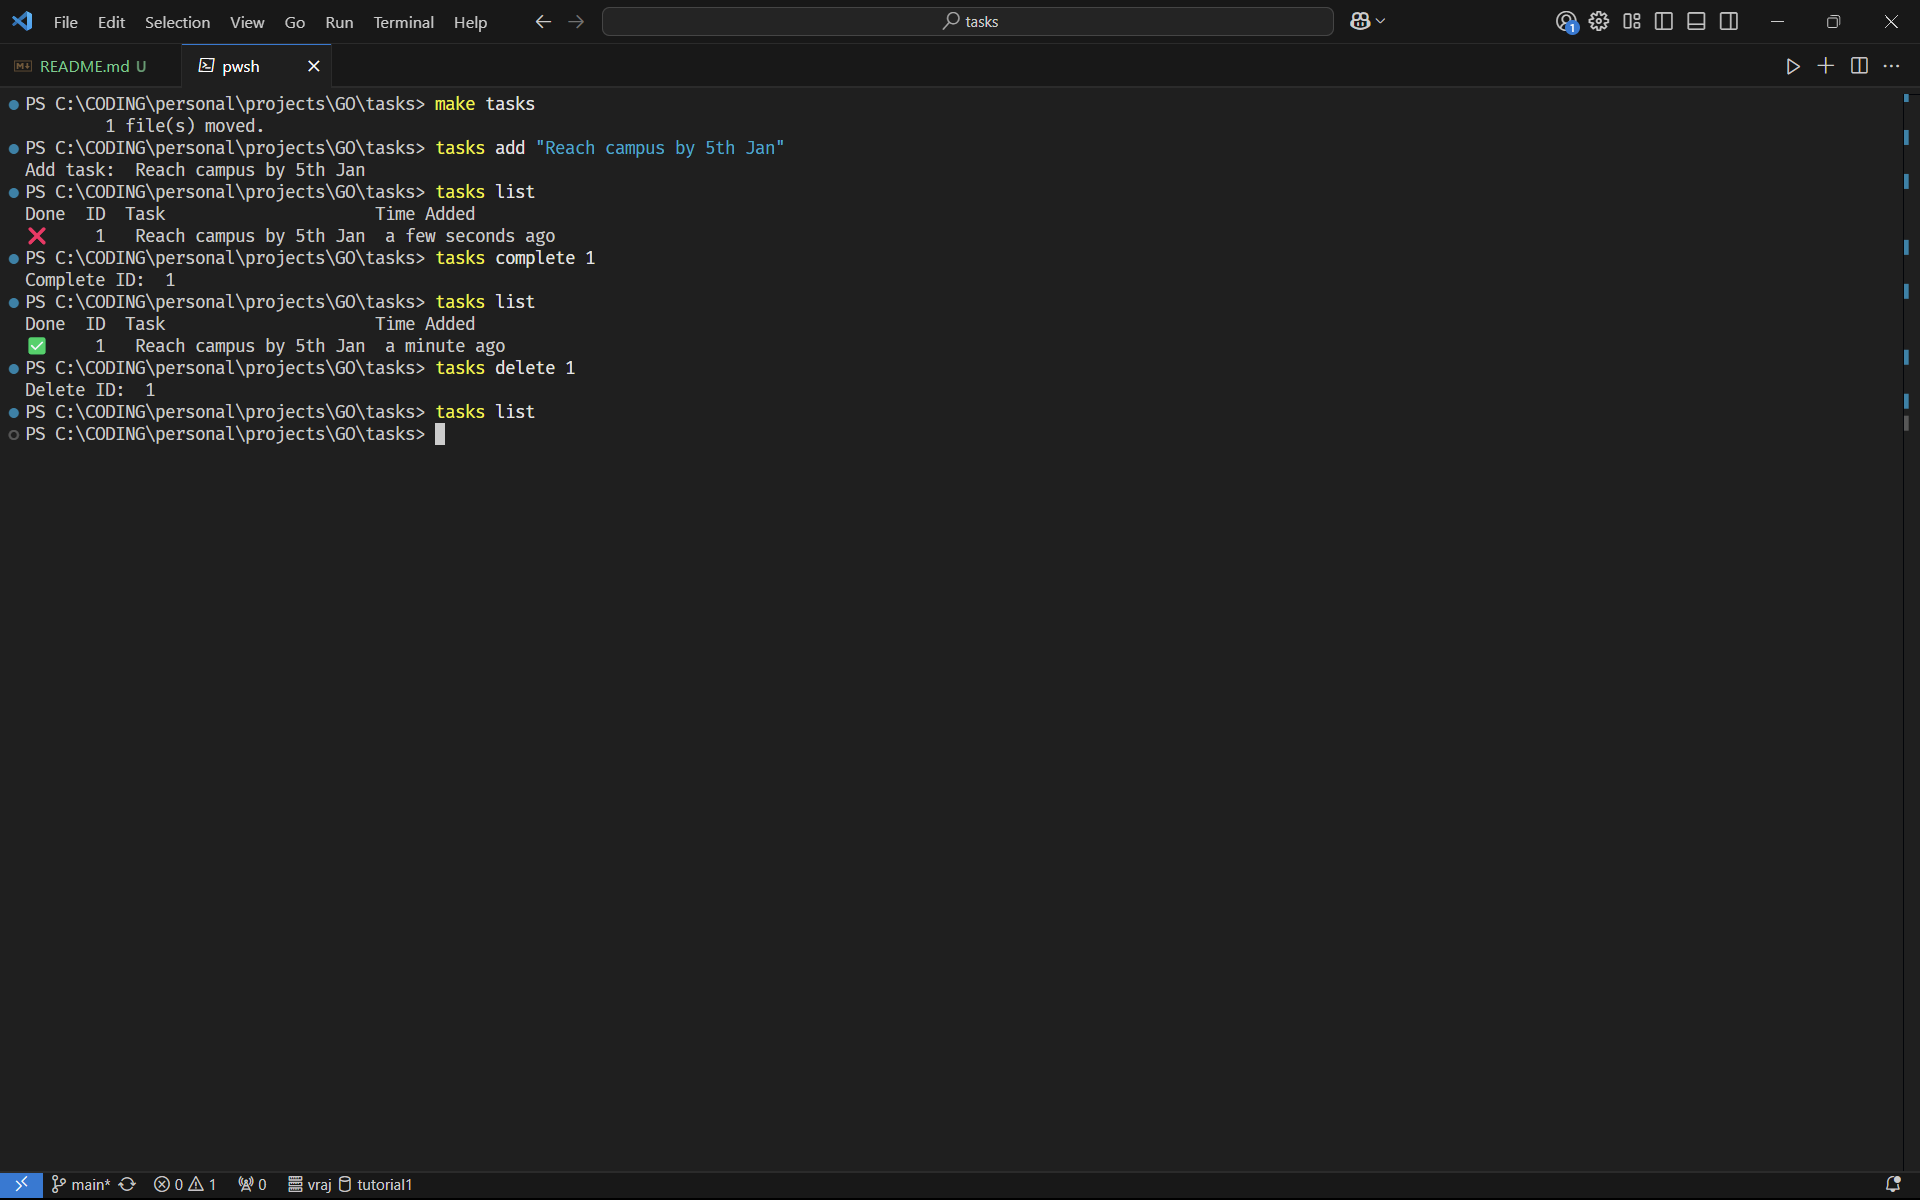 File Edit Selection View Go Run Terminal Help tasks 1
README.md U pwsh
PS C:\CODING\personal\projects\GO\tasks> make tasks
1 file(s) moved.
PS C:\CODING\personal\projects\GO\tasks> tasks add "Reach campus by 5th Jan"
Add task: Reach campus by 5th Jan
PS C:\CODING\personal\projects\GO\tasks> tasks list
Done ID Task Time Added
❌ 1 Reach campus by 5th Jan a few seconds ago
PS C:\CODING\personal\projects\GO\tasks> tasks complete 1
Complete ID: 1
PS C:\CODING\personal\projects\GO\tasks> tasks list
Done ID Task Time Added
✅ 1 Reach campus by 5th Jan a minute ago
PS C:\CODING\personal\projects\GO\tasks> tasks delete 1
Delete ID: 1
PS C:\CODING\personal\projects\GO\tasks> tasks list
PS C:\CODING\personal\projects\GO\tasks>
main* 0 1 0 vraj tutorial1